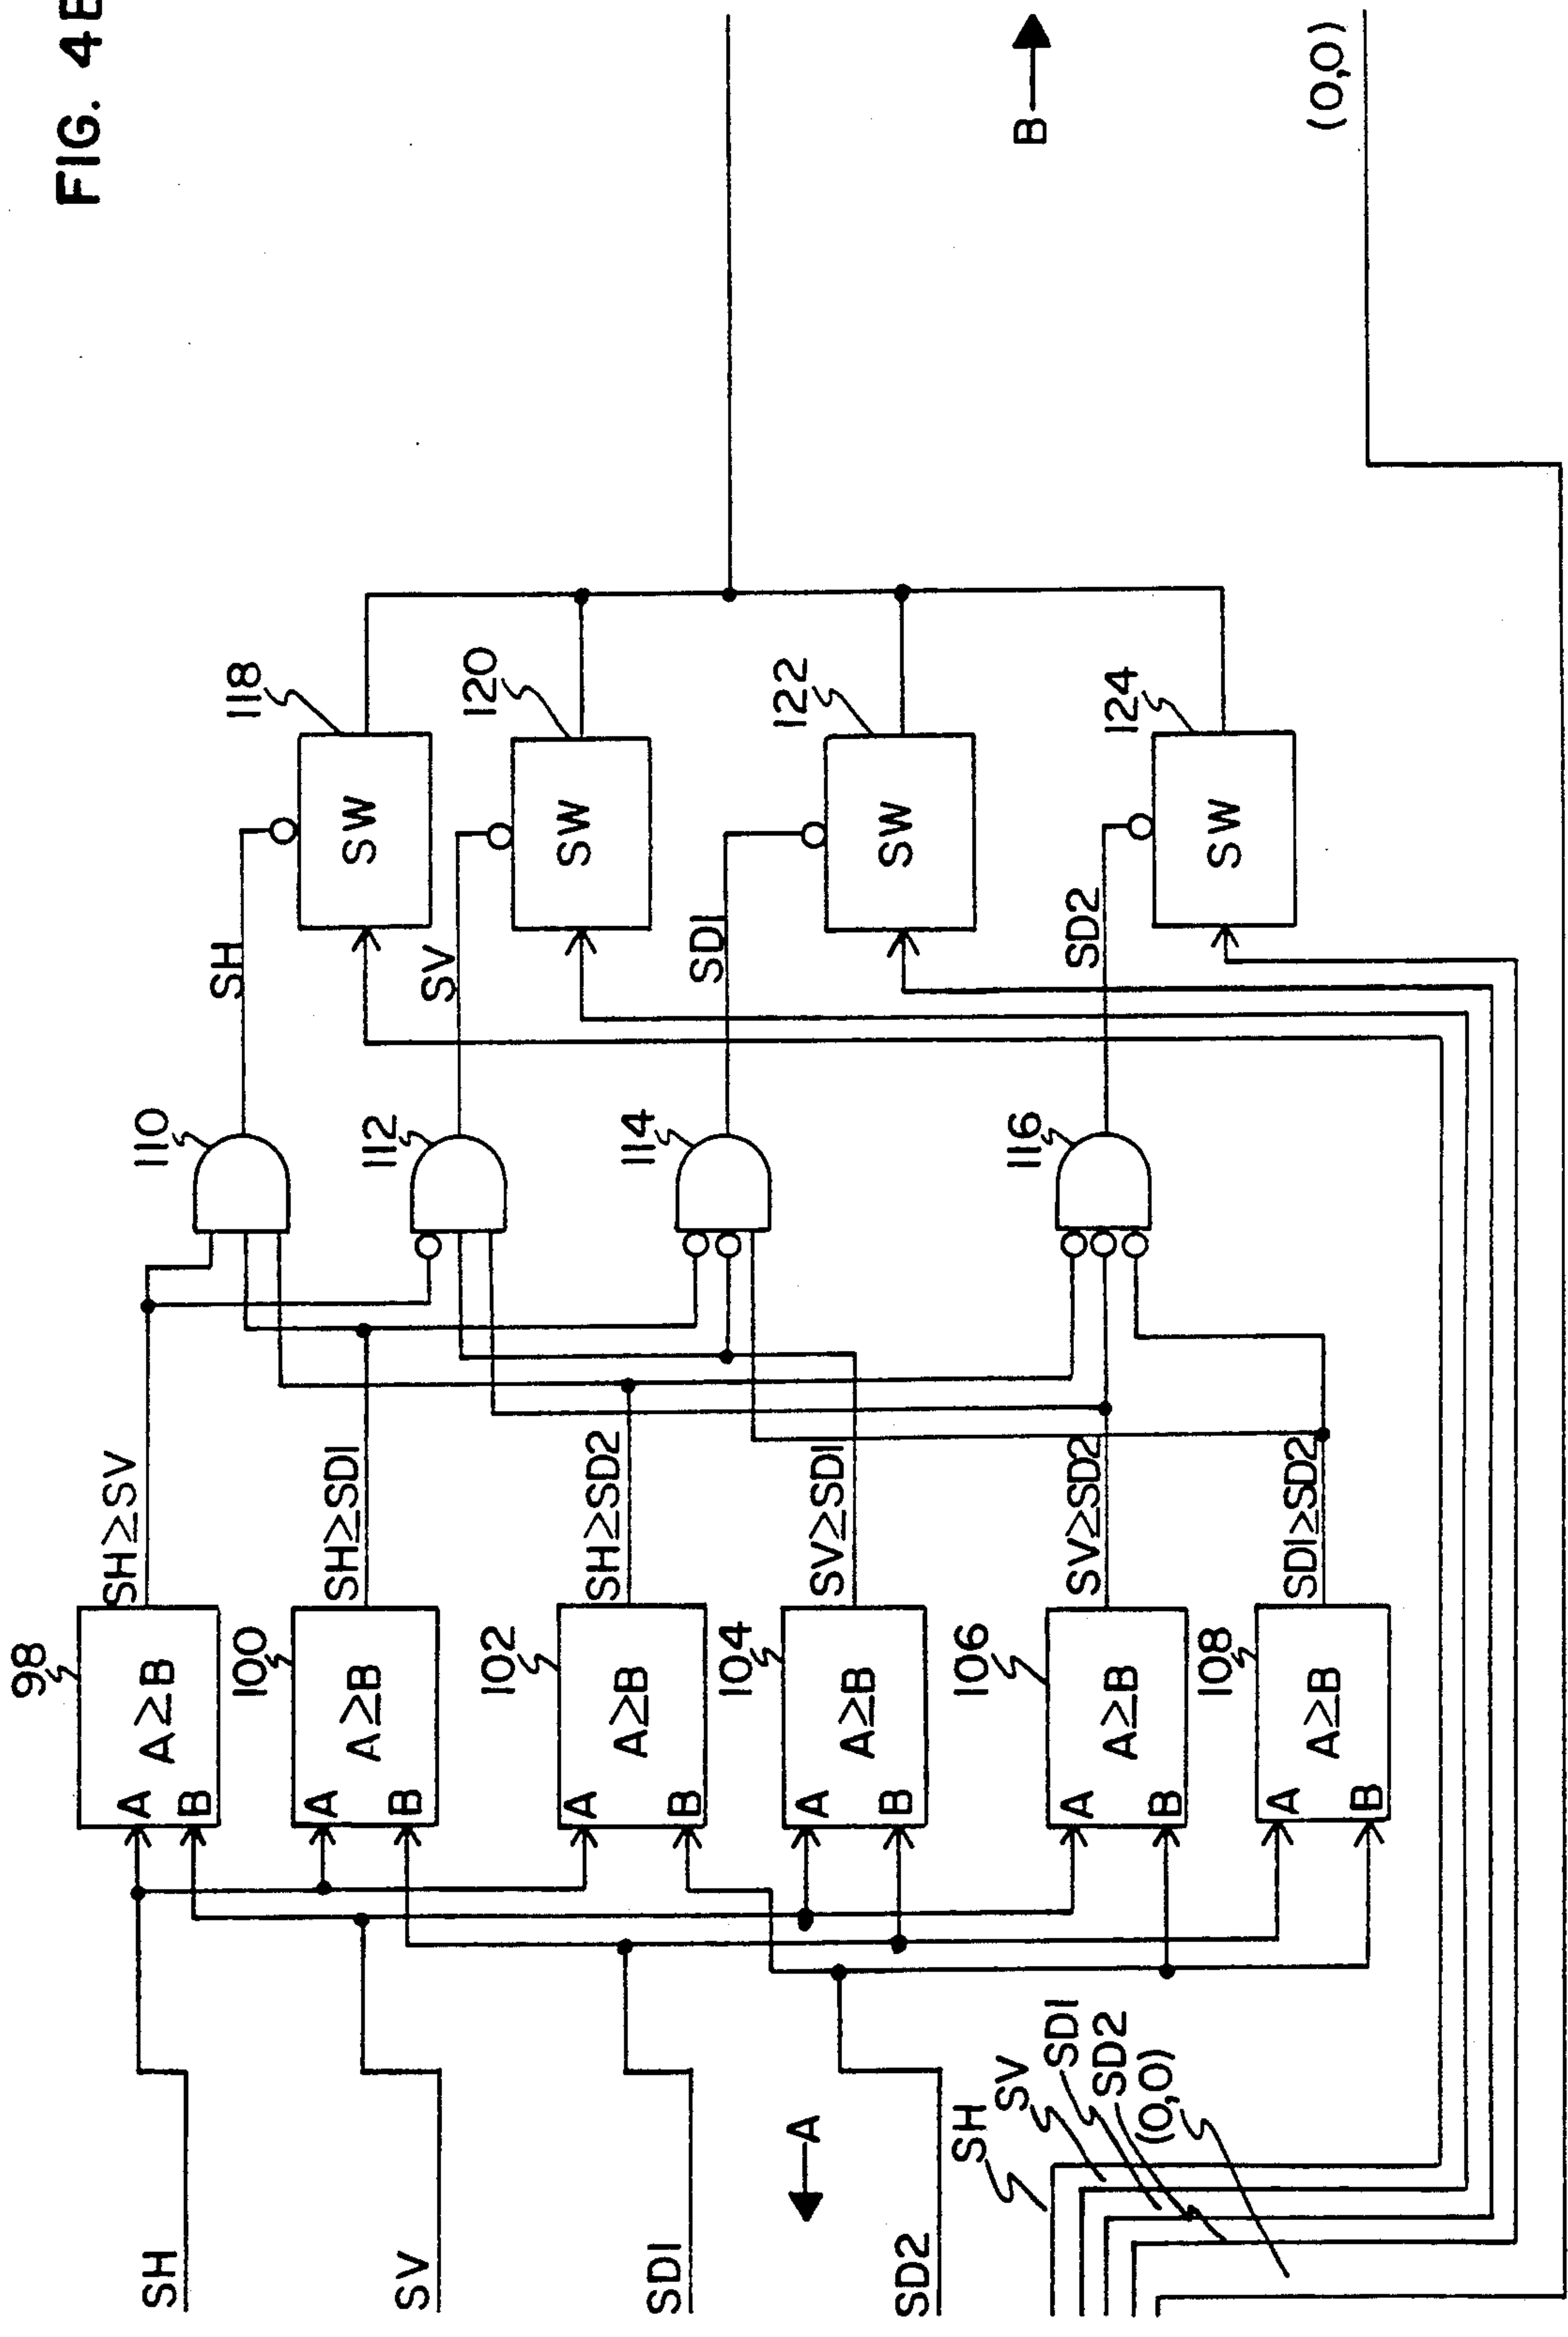 FIG. 4B
98
A≥B
A
B
SH≥SV
100
A≥B
A
B
SH≥SD1
102
A≥B
A
B
SH≥SD2
104
A≥B
A
B
SV≥SD1
106
A≥B
A
B
SV≥SD2
108
A≥B
A
B
SD1≥SD2
110
112
114
116
SH
SV
SD1
SD2
118
SW
120
SW
122
SW
124
SW
SH
SV
SD1
SD2
A
B
SH
SV
SD1
SD2
(0,0)
(0,0)